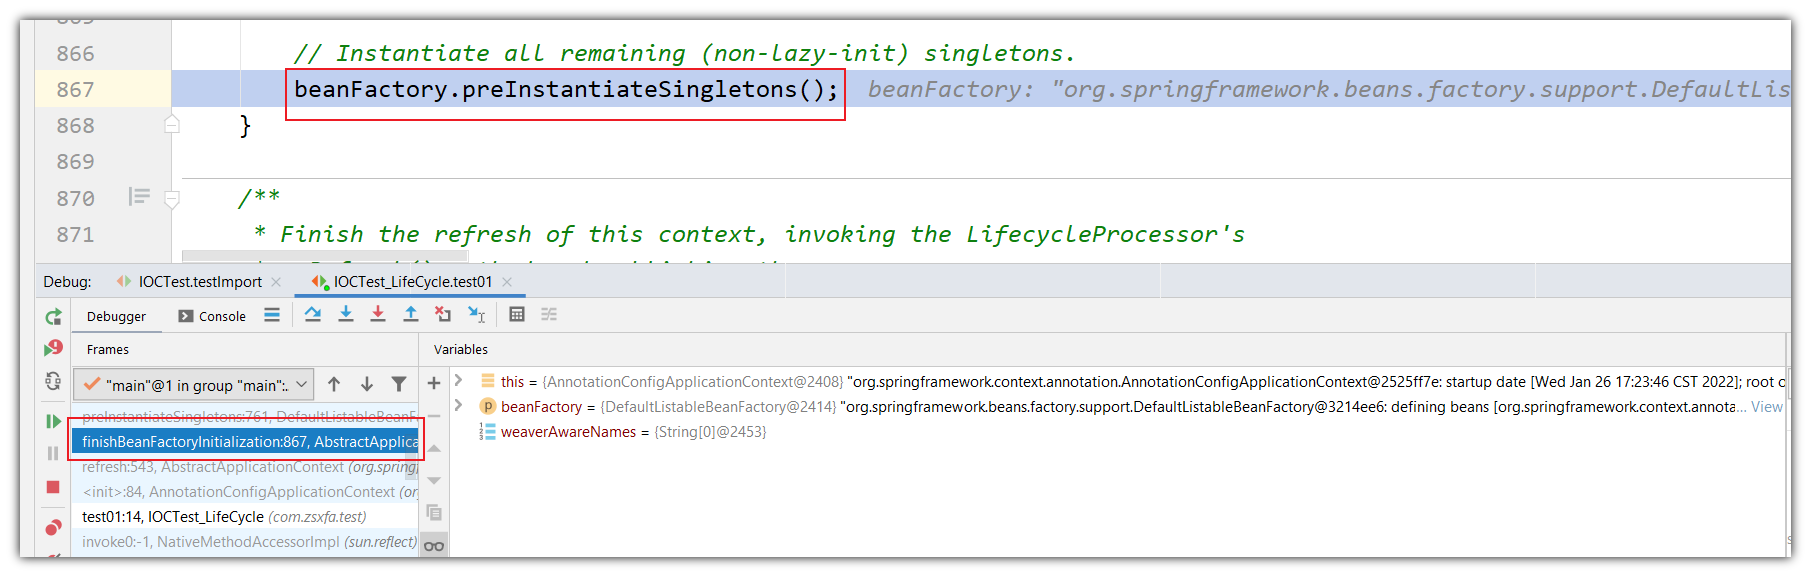 866 // Instantiate all remaining (non-lazy-init) singletons.
867 beanFactory.preInstantiateSingletons(); beanFactory: "org.springframework.beans.factory.support.DefaultLis
868 }
869
870 /**
871 * Finish the refresh of this context, invoking the LifecycleProcessor's
Debug: IOCTest.testImport × IOCTest_LifeCycle.test01 ×
Debugger Console
Frames Variables
"main"@1 in group "main":..
this = {AnnotationConfigApplicationContext@2408} "org.springframework.context.annotation.AnnotationConfigApplicationContext@2525ff7e: startup date [Wed Jan 26 17:23:46 CST 2022]; root o
preInstantiateSingletons:761, DefaultListableBeanF
beanFactory = {DefaultListableBeanFactory@2414} "org.springframework.beans.factory.support.DefaultListableBeanFactory@3214ee6: defining beans [org.springframework.context.annota... View
finishBeanFactoryInitialization:867, AbstractApplica
weaverAwareNames = {String[0]@2453}
refresh:543, AbstractApplicationContext (org.spring
<init>:84, AnnotationConfigApplicationContext (or
test01:14, IOCTest_LifeCycle (com.zsxfa.test)
invoke0:-1, NativeMethodAccessorImpl (sun.reflect)